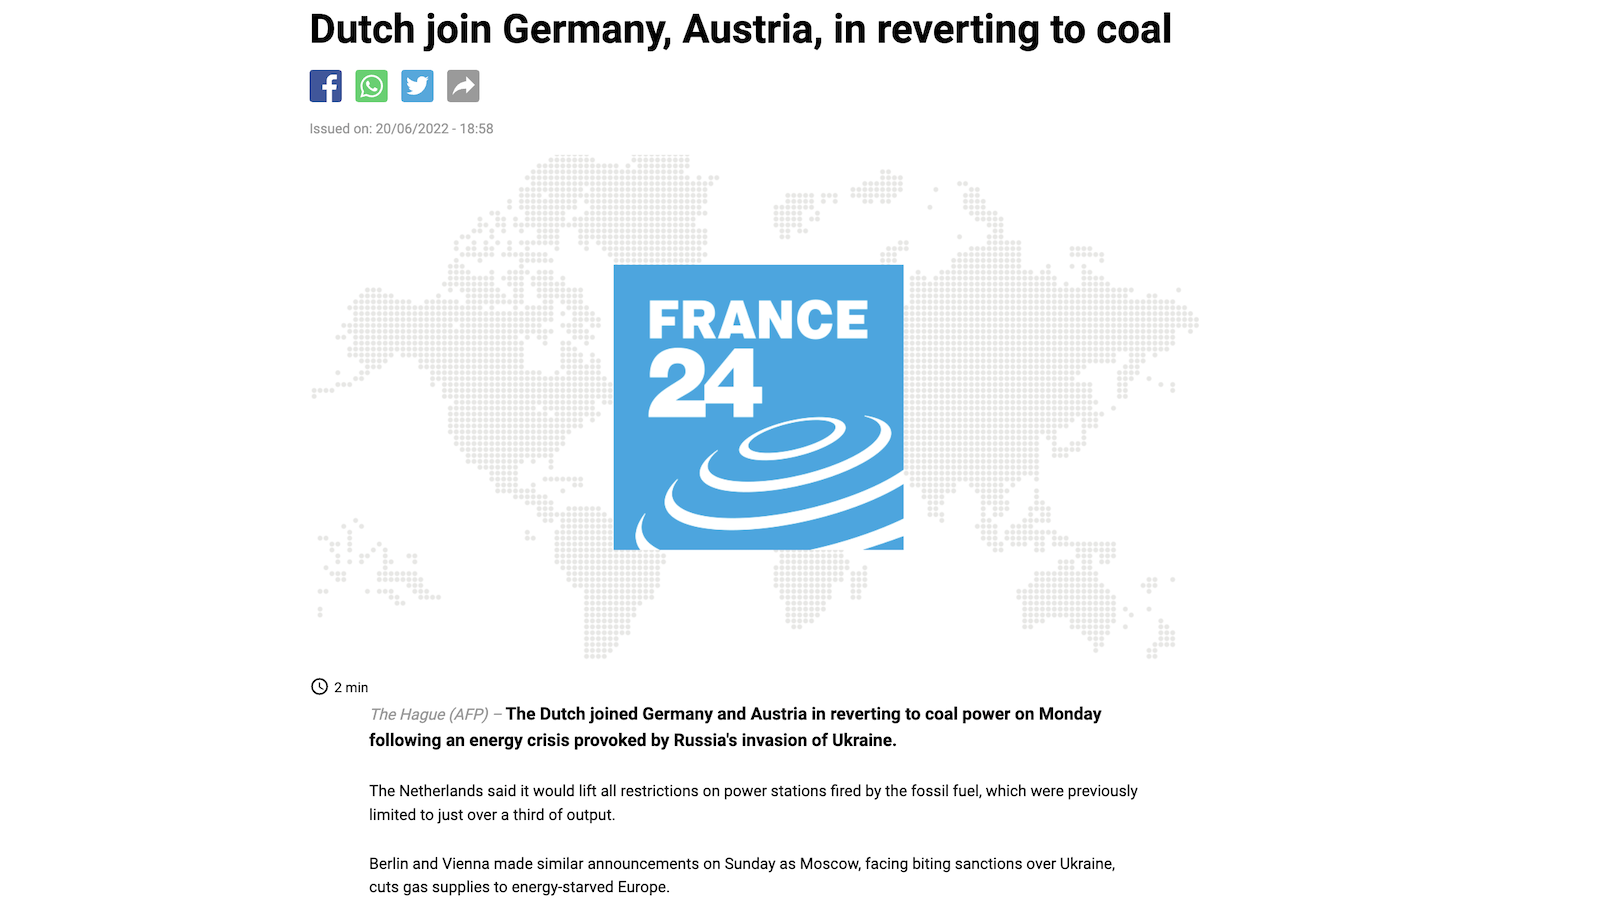 Dutch join Germany, Austria, in reverting to coal
Issued on: 20/06/2022 - 18:58
FRANCE
24
2 min
The Hague (AFP) – The Dutch joined Germany and Austria in reverting to coal power on Monday
following an energy crisis provoked by Russia's invasion of Ukraine.
The Netherlands said it would lift all restrictions on power stations fired by the fossil fuel, which were previously
limited to just over a third of output.
Berlin and Vienna made similar announcements on Sunday as Moscow, facing biting sanctions over Ukraine,
cuts gas supplies to energy-starved Europe.